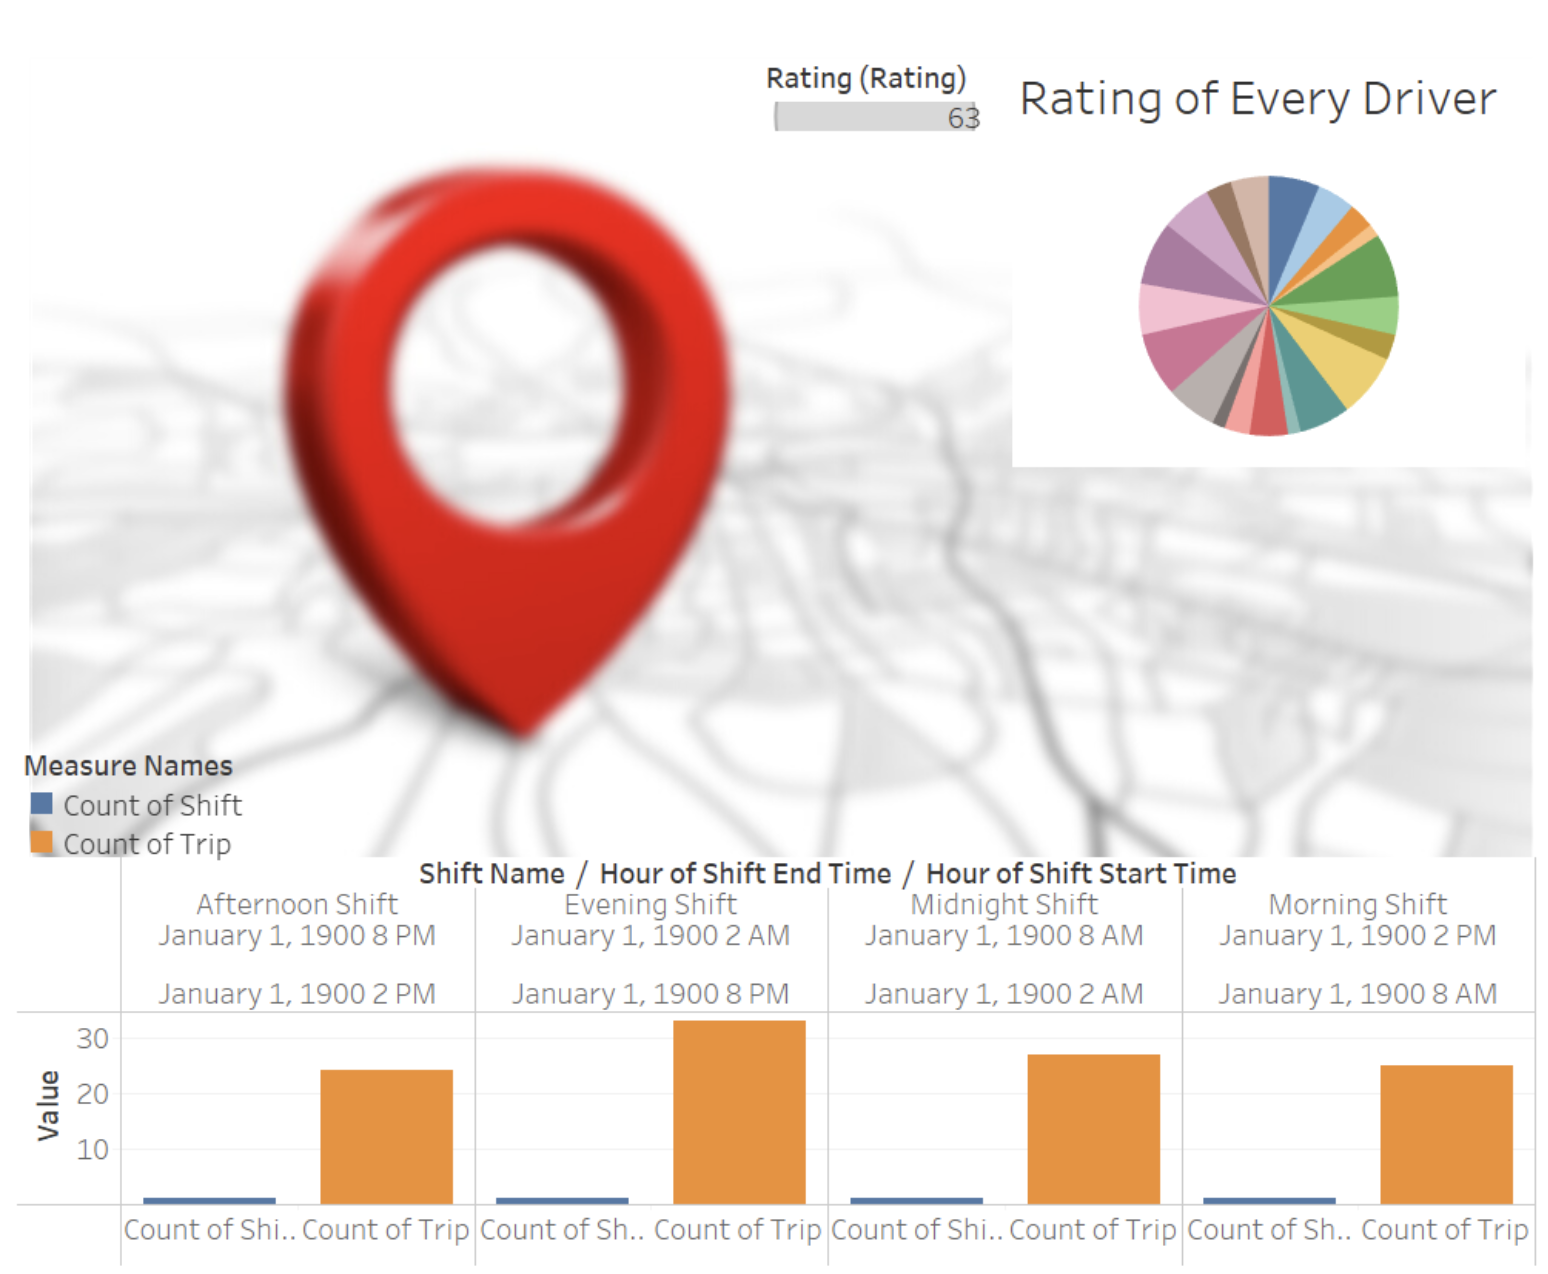 Rating (Rating)
63
Rating of Every Driver
Measure Names
Count of Shift
Count of Trip
Shift Name / Hour of Shift End Time / Hour of Shift Start Time
Afternoon Shift Evening Shift Midnight Shift Morning Shift
January 1, 1900 8 PM January 1, 1900 2 AM January 1, 1900 8 AM January 1, 1900 2 PM
January 1, 1900 2 PM January 1, 1900 8 PM January 1, 1900 2 AM January 1, 1900 8 AM
Value
30
20
10
Count of Shi.. Count of Trip Count of Sh.. Count of Trip Count of Shi.. Count of Trip Count of Sh.. Count of Trip